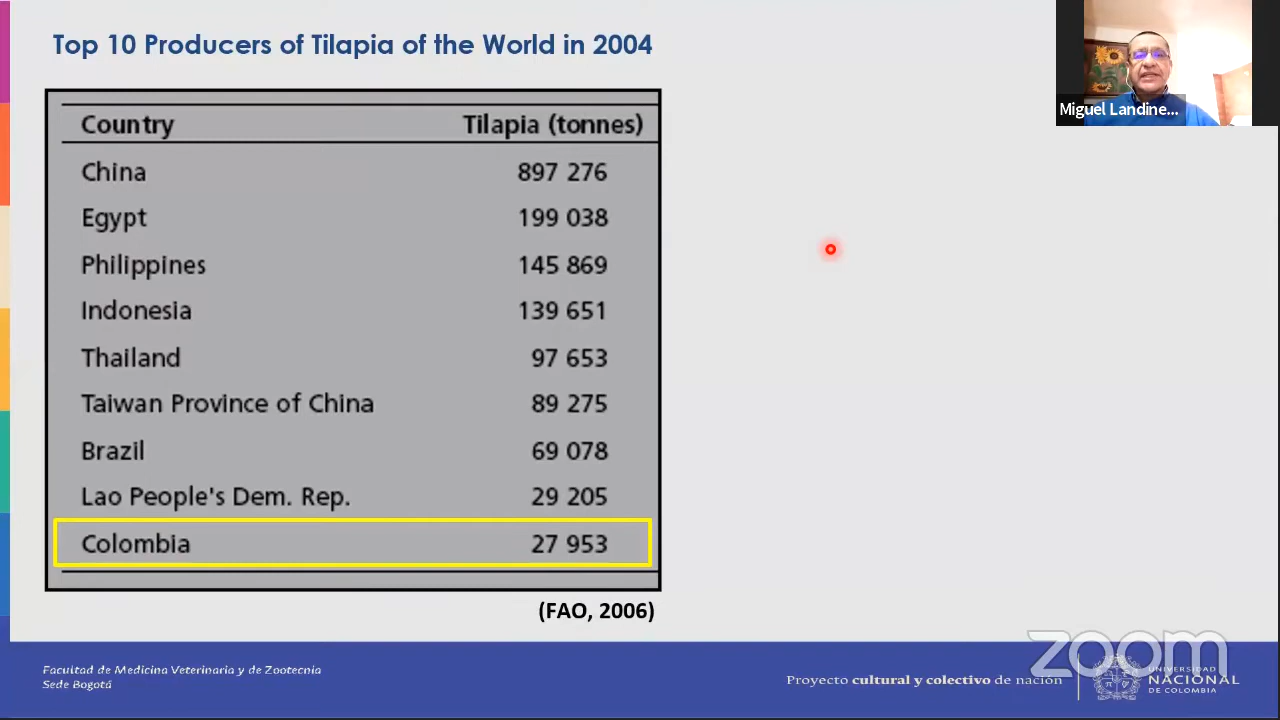 Top 10 Producers of Tilapia of the World in 2004
Miguel Landine...
Country Tilapia (tonnes)
China 897 276
Egypt 199 038
Philippines 145 869
Indonesia 139 651
Thailand 97 653
Taiwan Province of China 89 275
Brazil 69 078
Lao People's Dem. Rep. 29 205
Colombia 27 953
(FAO, 2006)
zoom
Facultad de Medicina Veterinaria y de Zootecnia
Sede Bogotá
Proyecto cultural y colectivo de nación
UNIVERSIDAD
NACIONAL
DE COLOMBIA